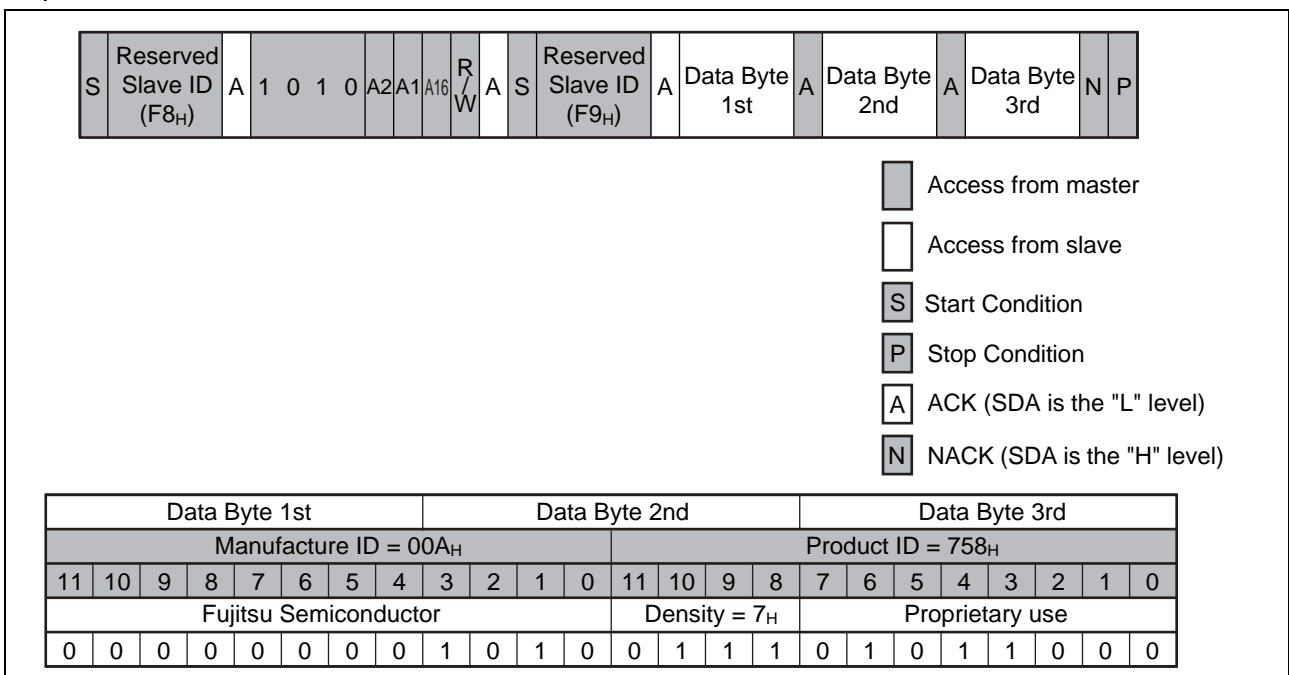 S Reserved Slave ID (F8H) A 1 0 1 0 A2 A1 A16 R/W A S Reserved Slave ID (F9H) A Data Byte 1st A Data Byte 2nd A Data Byte 3rd N P
Access from master
Access from slave
S Start Condition
P Stop Condition
A ACK (SDA is the "L" level)
N NACK (SDA is the "H" level)
Data Byte 1st Data Byte 2nd Data Byte 3rd
Manufacture ID = 00AH Product ID = 758H
11 10 9 8 7 6 5 4 3 2 1 0 11 10 9 8 7 6 5 4 3 2 1 0
Fujitsu Semiconductor Density = 7H Proprietary use
0 0 0 0 0 0 0 0 1 0 1 0 0 1 1 1 0 1 0 1 1 0 0 0